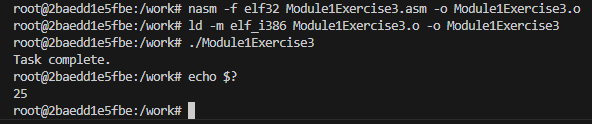 root@2baedd1e5fbe:/work# nasm -f elf32 Module1Exercise3.asm -o Module1Exercise3.o
root@2baedd1e5fbe:/work# ld -m elf_i386 Module1Exercise3.o -o Module1Exercise3
root@2baedd1e5fbe:/work# ./Module1Exercise3
Task complete.
root@2baedd1e5fbe:/work# echo $?
25
root@2baedd1e5fbe:/work#